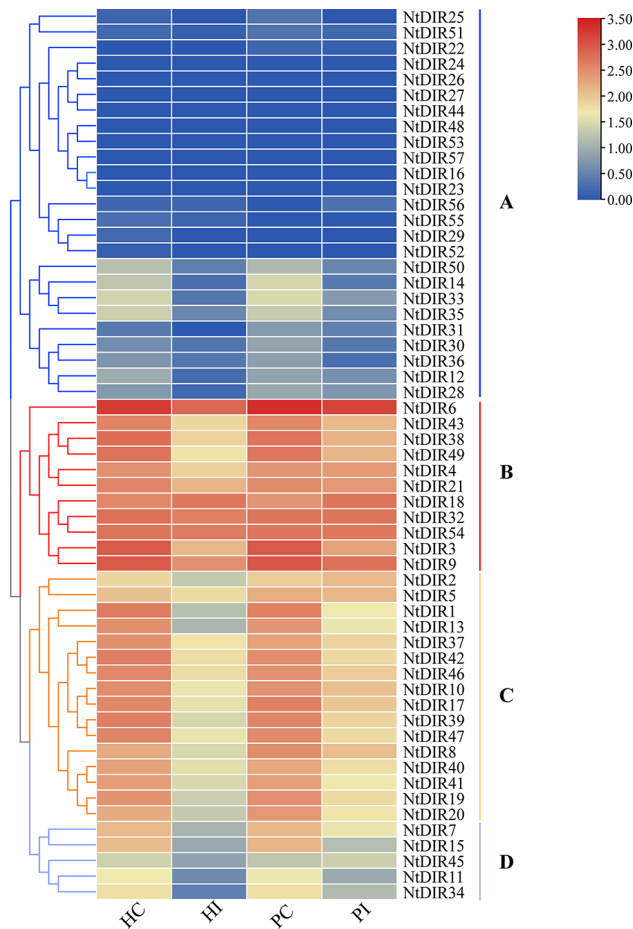 NtDIR25
NtDIR51
NtDIR22
NtDIR24
NtDIR26
NtDIR27
NtDIR44
NtDIR48
NtDIR53
NtDIR57
NtDIR16
NtDIR23
NtDIR56
NtDIR55
NtDIR29
NtDIR52
NtDIR50
NtDIR14
NtDIR33
NtDIR35
NtDIR31
NtDIR30
NtDIR36
NtDIR12
NtDIR28
NtDIR6
NtDIR43
NtDIR38
NtDIR49
NtDIR4
NtDIR21
NtDIR18
NtDIR32
NtDIR54
NtDIR3
NtDIR9
NtDIR2
NtDIR5
NtDIR1
NtDIR13
NtDIR37
NtDIR42
NtDIR46
NtDIR10
NtDIR17
NtDIR39
NtDIR47
NtDIR8
NtDIR40
NtDIR41
NtDIR19
NtDIR20
NtDIR7
NtDIR15
NtDIR45
NtDIR11
NtDIR34
A
B
C
D
HC
HI
PC
PI
3.50
3.00
2.50
2.00
1.50
1.00
0.50
0.00